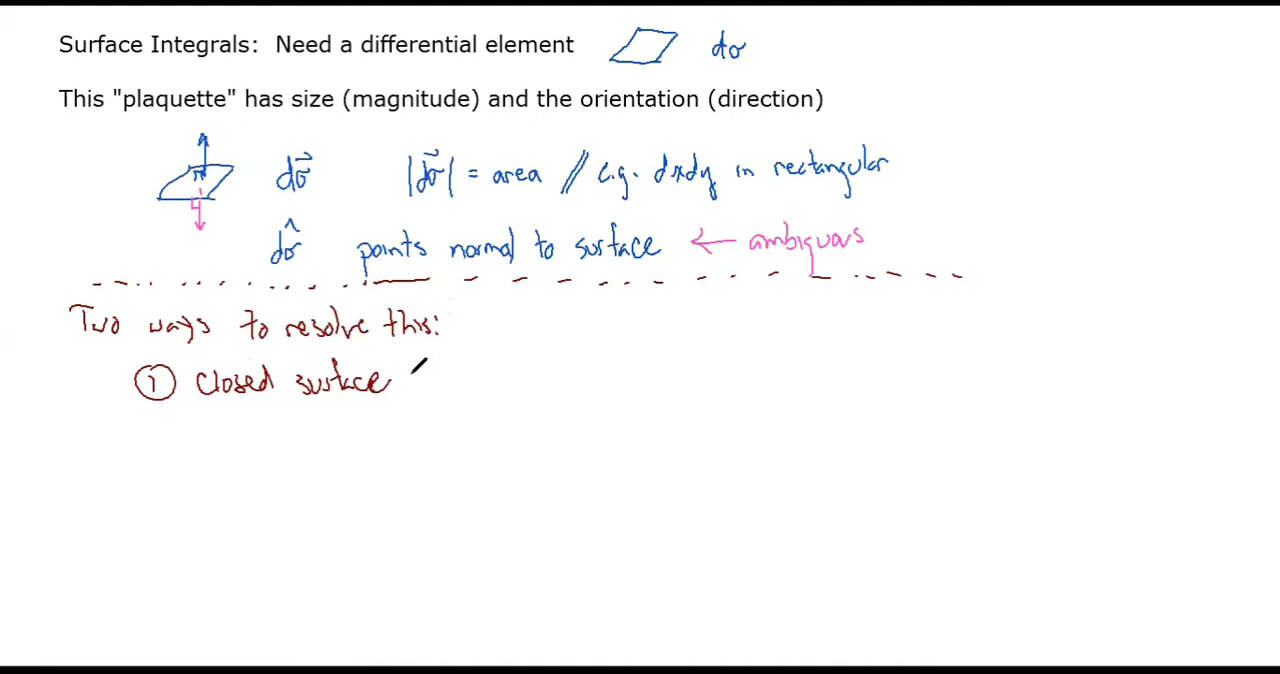 Surface Integrals: Need a differential element dσ
This "plaquette" has size (magnitude) and the orientation (direction)
dσ⃗ |dσ⃗| = area // e.g. dxdy in rectangular
dσ̂ points normal to surface ← ambiguous
Two ways to resolve this:
① closed surface